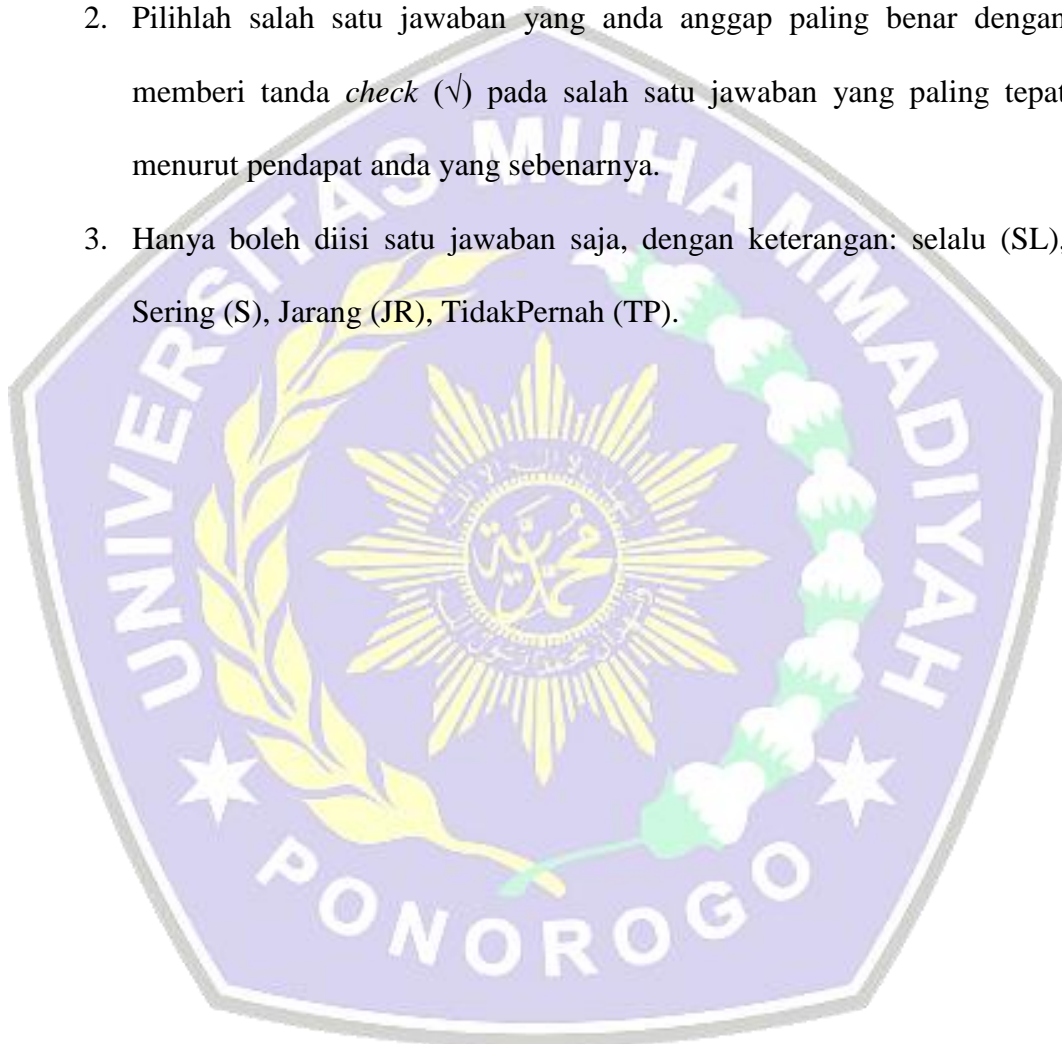 2. Pilihlah salah satu jawaban yang anda anggap paling benar dengan
memberi tanda check (√) pada salah satu jawaban yang paling tepat
menurut pendapat anda yang sebenarnya.
3. Hanya boleh diisi satu jawaban saja, dengan keterangan: selalu (SL),
Sering (S), Jarang (JR), TidakPernah (TP).
UNIVERSITAS MUHAMMADIYAH
محمدية
PONOROGO